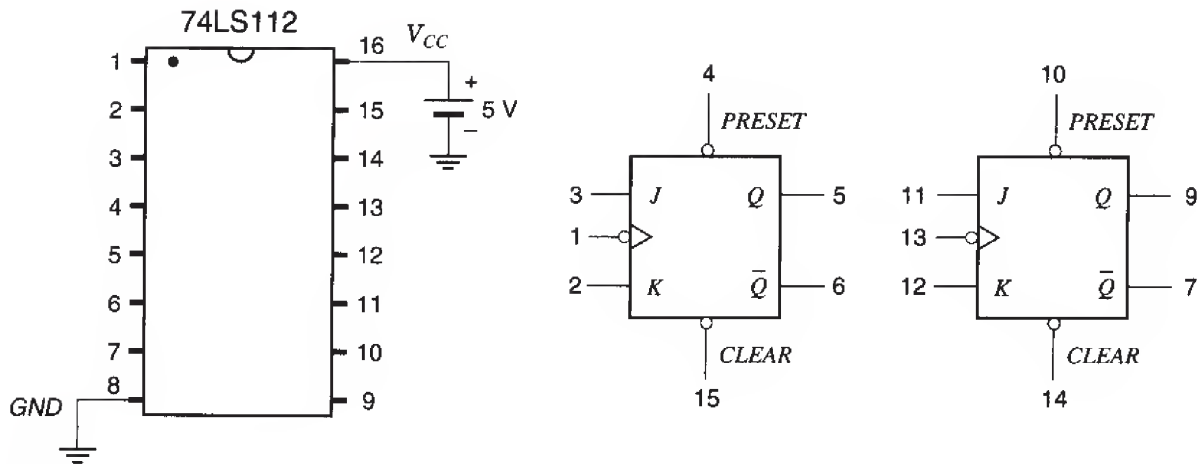 74LS112
1
2
3
4
5
6
7
8
GND
16
V_CC
+
5 V
−
15
14
13
12
11
10
9
4
PRESET
3 J Q 5
1
2 K Q̄ 6
CLEAR
15
10
PRESET
11 J Q 9
13
12 K Q̄ 7
CLEAR
14